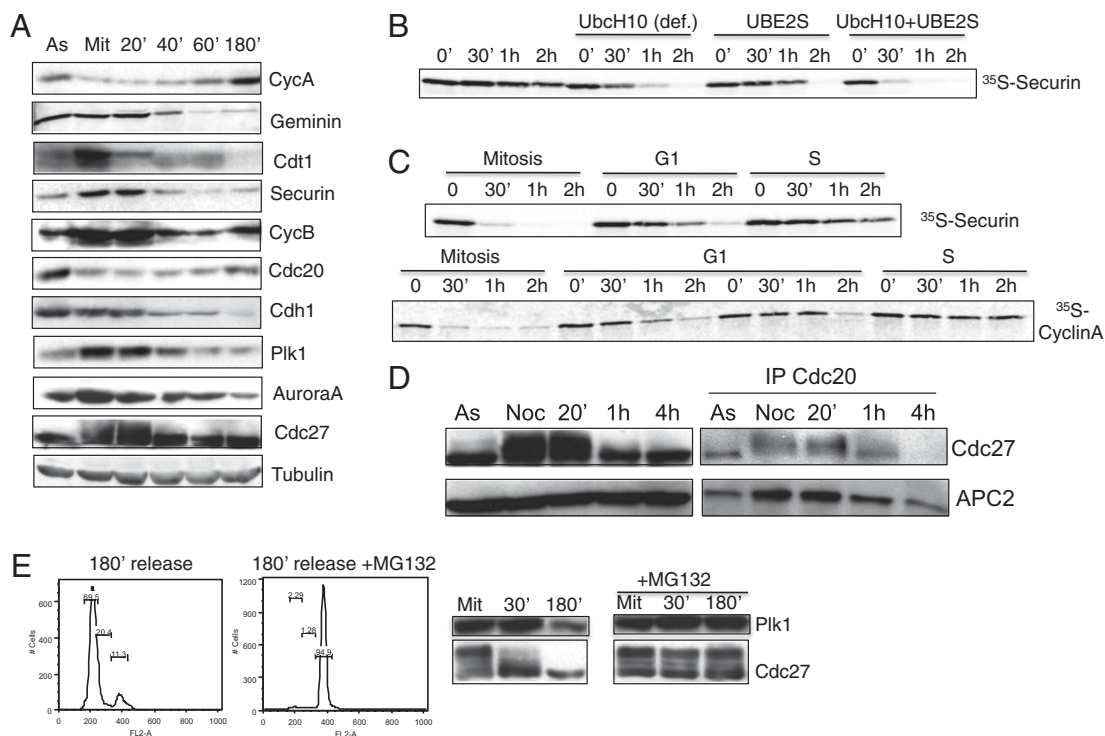 A
As Mit 20' 40' 60' 180'
CycA
Geminin
Cdt1
Securin
CycB
Cdc20
Cdh1
Plk1
AuroraA
Cdc27
Tubulin
B
UbcH10 (def.) UBE2S UbcH10+UBE2S
0' 30' 1h 2h 0' 30' 1h 2h 0' 30' 1h 2h 0' 30' 1h 2h
35S-Securin
C
Mitosis G1 S
0 30' 1h 2h 0 30' 1h 2h 0 30' 1h 2h
35S-Securin
Mitosis G1 S
0 30' 1h 2h 0' 30' 1h 2h 0' 30' 1h 2h 0' 30' 1h 2h
35S-
CyclinA
D
IP Cdc20
As Noc 20' 1h 4h As Noc 20' 1h 4h
Cdc27
APC2
E
180' release
600
400
200
0
# Cells
69.5
20.4
11.3
0 200 400 600 800 1000
FL2-A
180' release +MG132
1200
900
600
300
0
# Cells
2.29
1.28
94.9
0 200 400 600 800 1000
FL2-A
+MG132
Mit 30' 180' Mit 30' 180'
Plk1
Cdc27